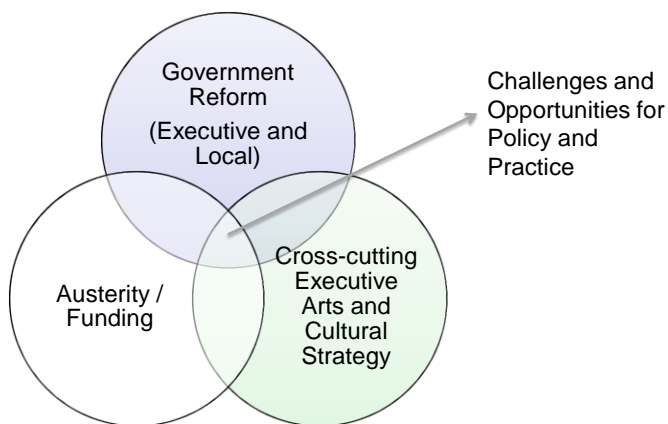 Government
Reform
(Executive and
Local)
Challenges and
Opportunities for
Policy and
Practice
Austerity /
Funding
Cross-cutting
Executive
Arts and
Cultural
Strategy